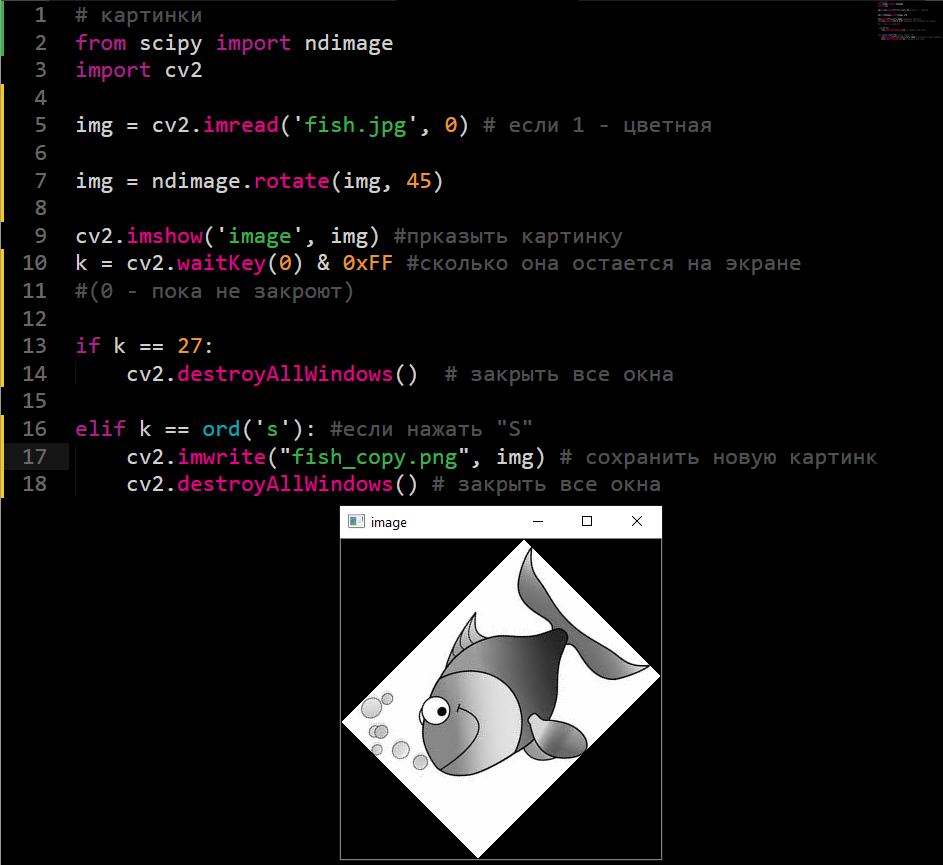 1 # картинки
2 from scipy import ndimage
3 import cv2
4
5 img = cv2.imread('fish.jpg', 0) # если 1 - цветная
6
7 img = ndimage.rotate(img, 45)
8
9 cv2.imshow('image', img) #прказыть картинку
10 k = cv2.waitKey(0) & 0xFF #сколько она остается на экране
11 #(0 - пока не закроют)
12
13 if k == 27:
14     cv2.destroyAllWindows()  # закрыть все окна
15
16 elif k == ord('s'): #если нажать "S"
17     cv2.imwrite("fish_copy.png", img) # сохранить новую картинк
18     cv2.destroyAllWindows() # закрыть все окна
image